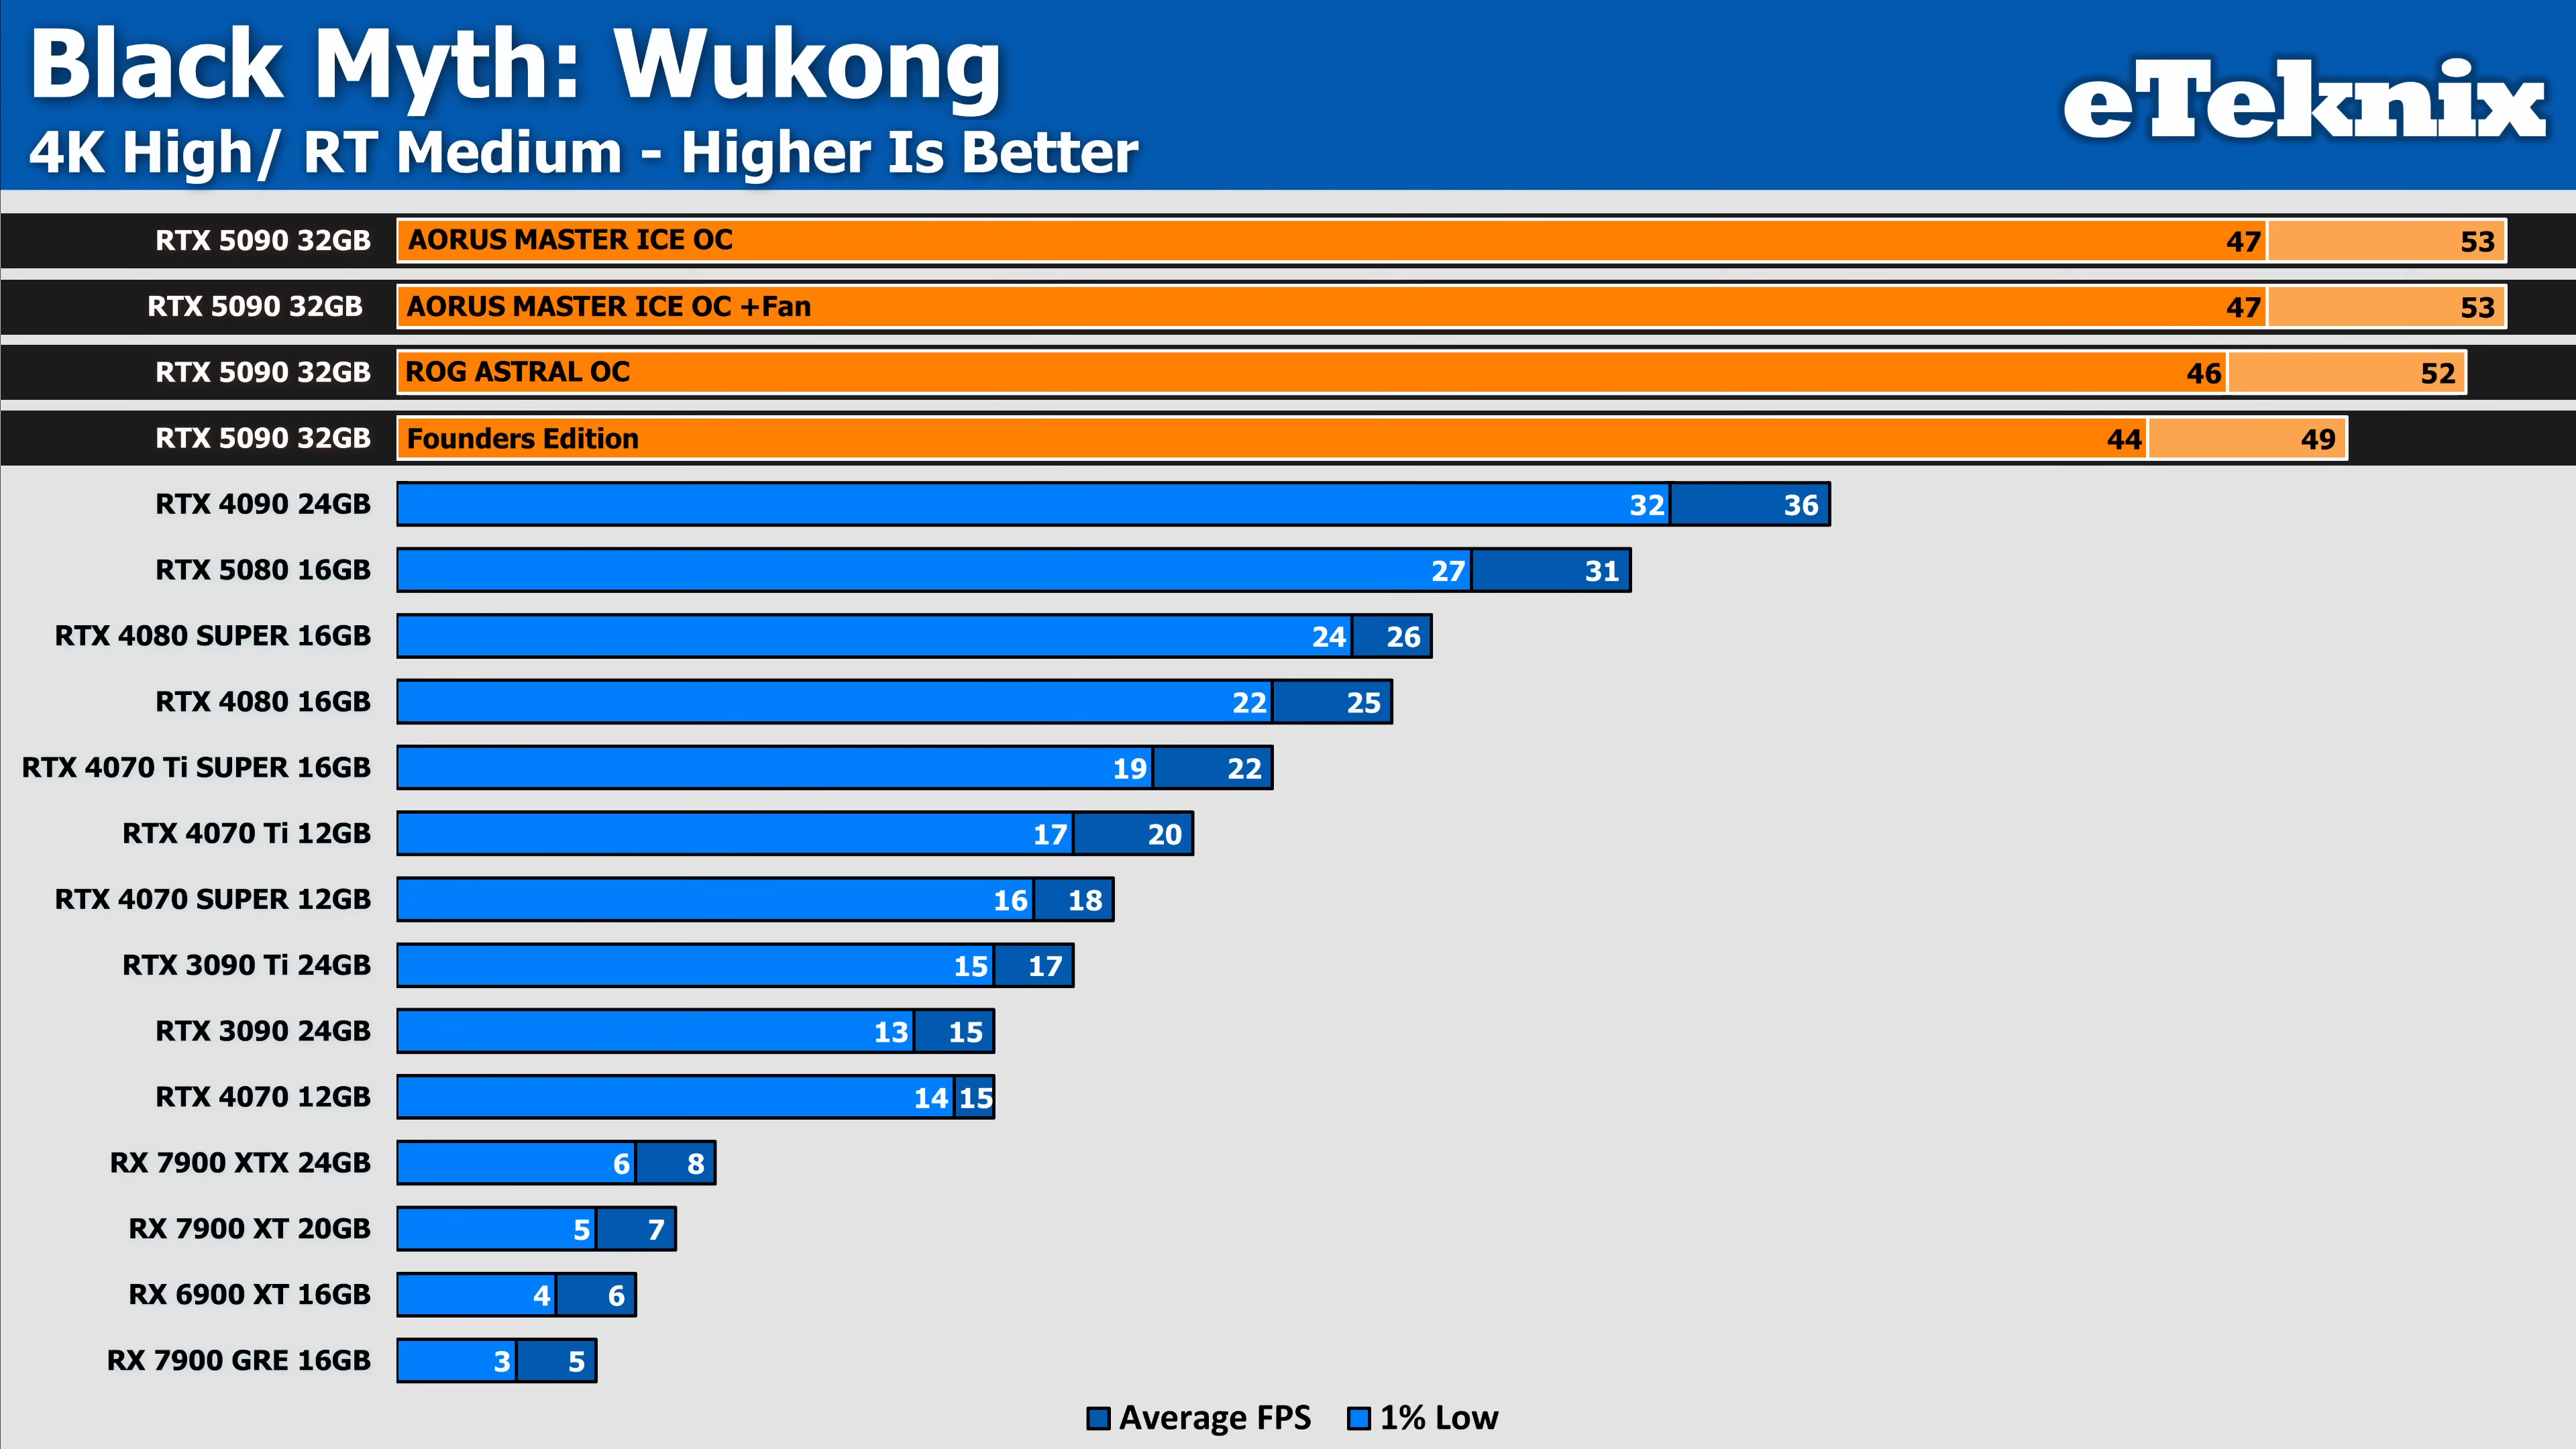 Black Myth: Wukong
eTeknix
4K High/ RT Medium - Higher Is Better
RTX 5090 32GB AORUS MASTER ICE OC 47 53
RTX 5090 32GB AORUS MASTER ICE OC +Fan 47 53
RTX 5090 32GB ROG ASTRAL OC 46 52
RTX 5090 32GB Founders Edition 44 49
RTX 4090 24GB 32 36
RTX 5080 16GB 27 31
RTX 4080 SUPER 16GB 24 26
RTX 4080 16GB 22 25
RTX 4070 Ti SUPER 16GB 19 22
RTX 4070 Ti 12GB 17 20
RTX 4070 SUPER 12GB 16 18
RTX 3090 Ti 24GB 15 17
RTX 3090 24GB 13 15
RTX 4070 12GB 14 15
RX 7900 XTX 24GB 6 8
RX 7900 XT 20GB 5 7
RX 6900 XT 16GB 4 6
RX 7900 GRE 16GB 3 5
Average FPS 1% Low